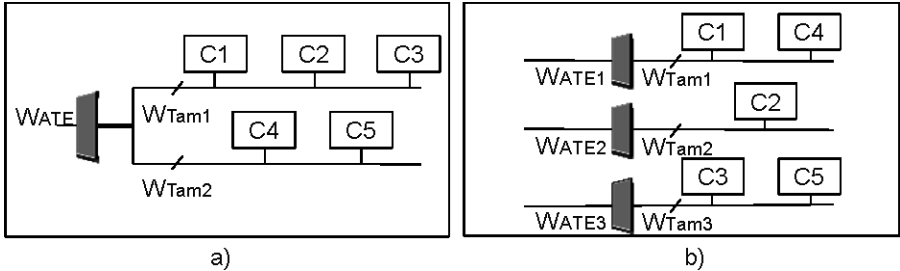 C1 C2 C3
WATE
WTam1
C4 C5
WTam2
a)
C1 C4
WATE1 WTam1
C2
WATE2 WTam2
C3 C5
WATE3 WTam3
b)